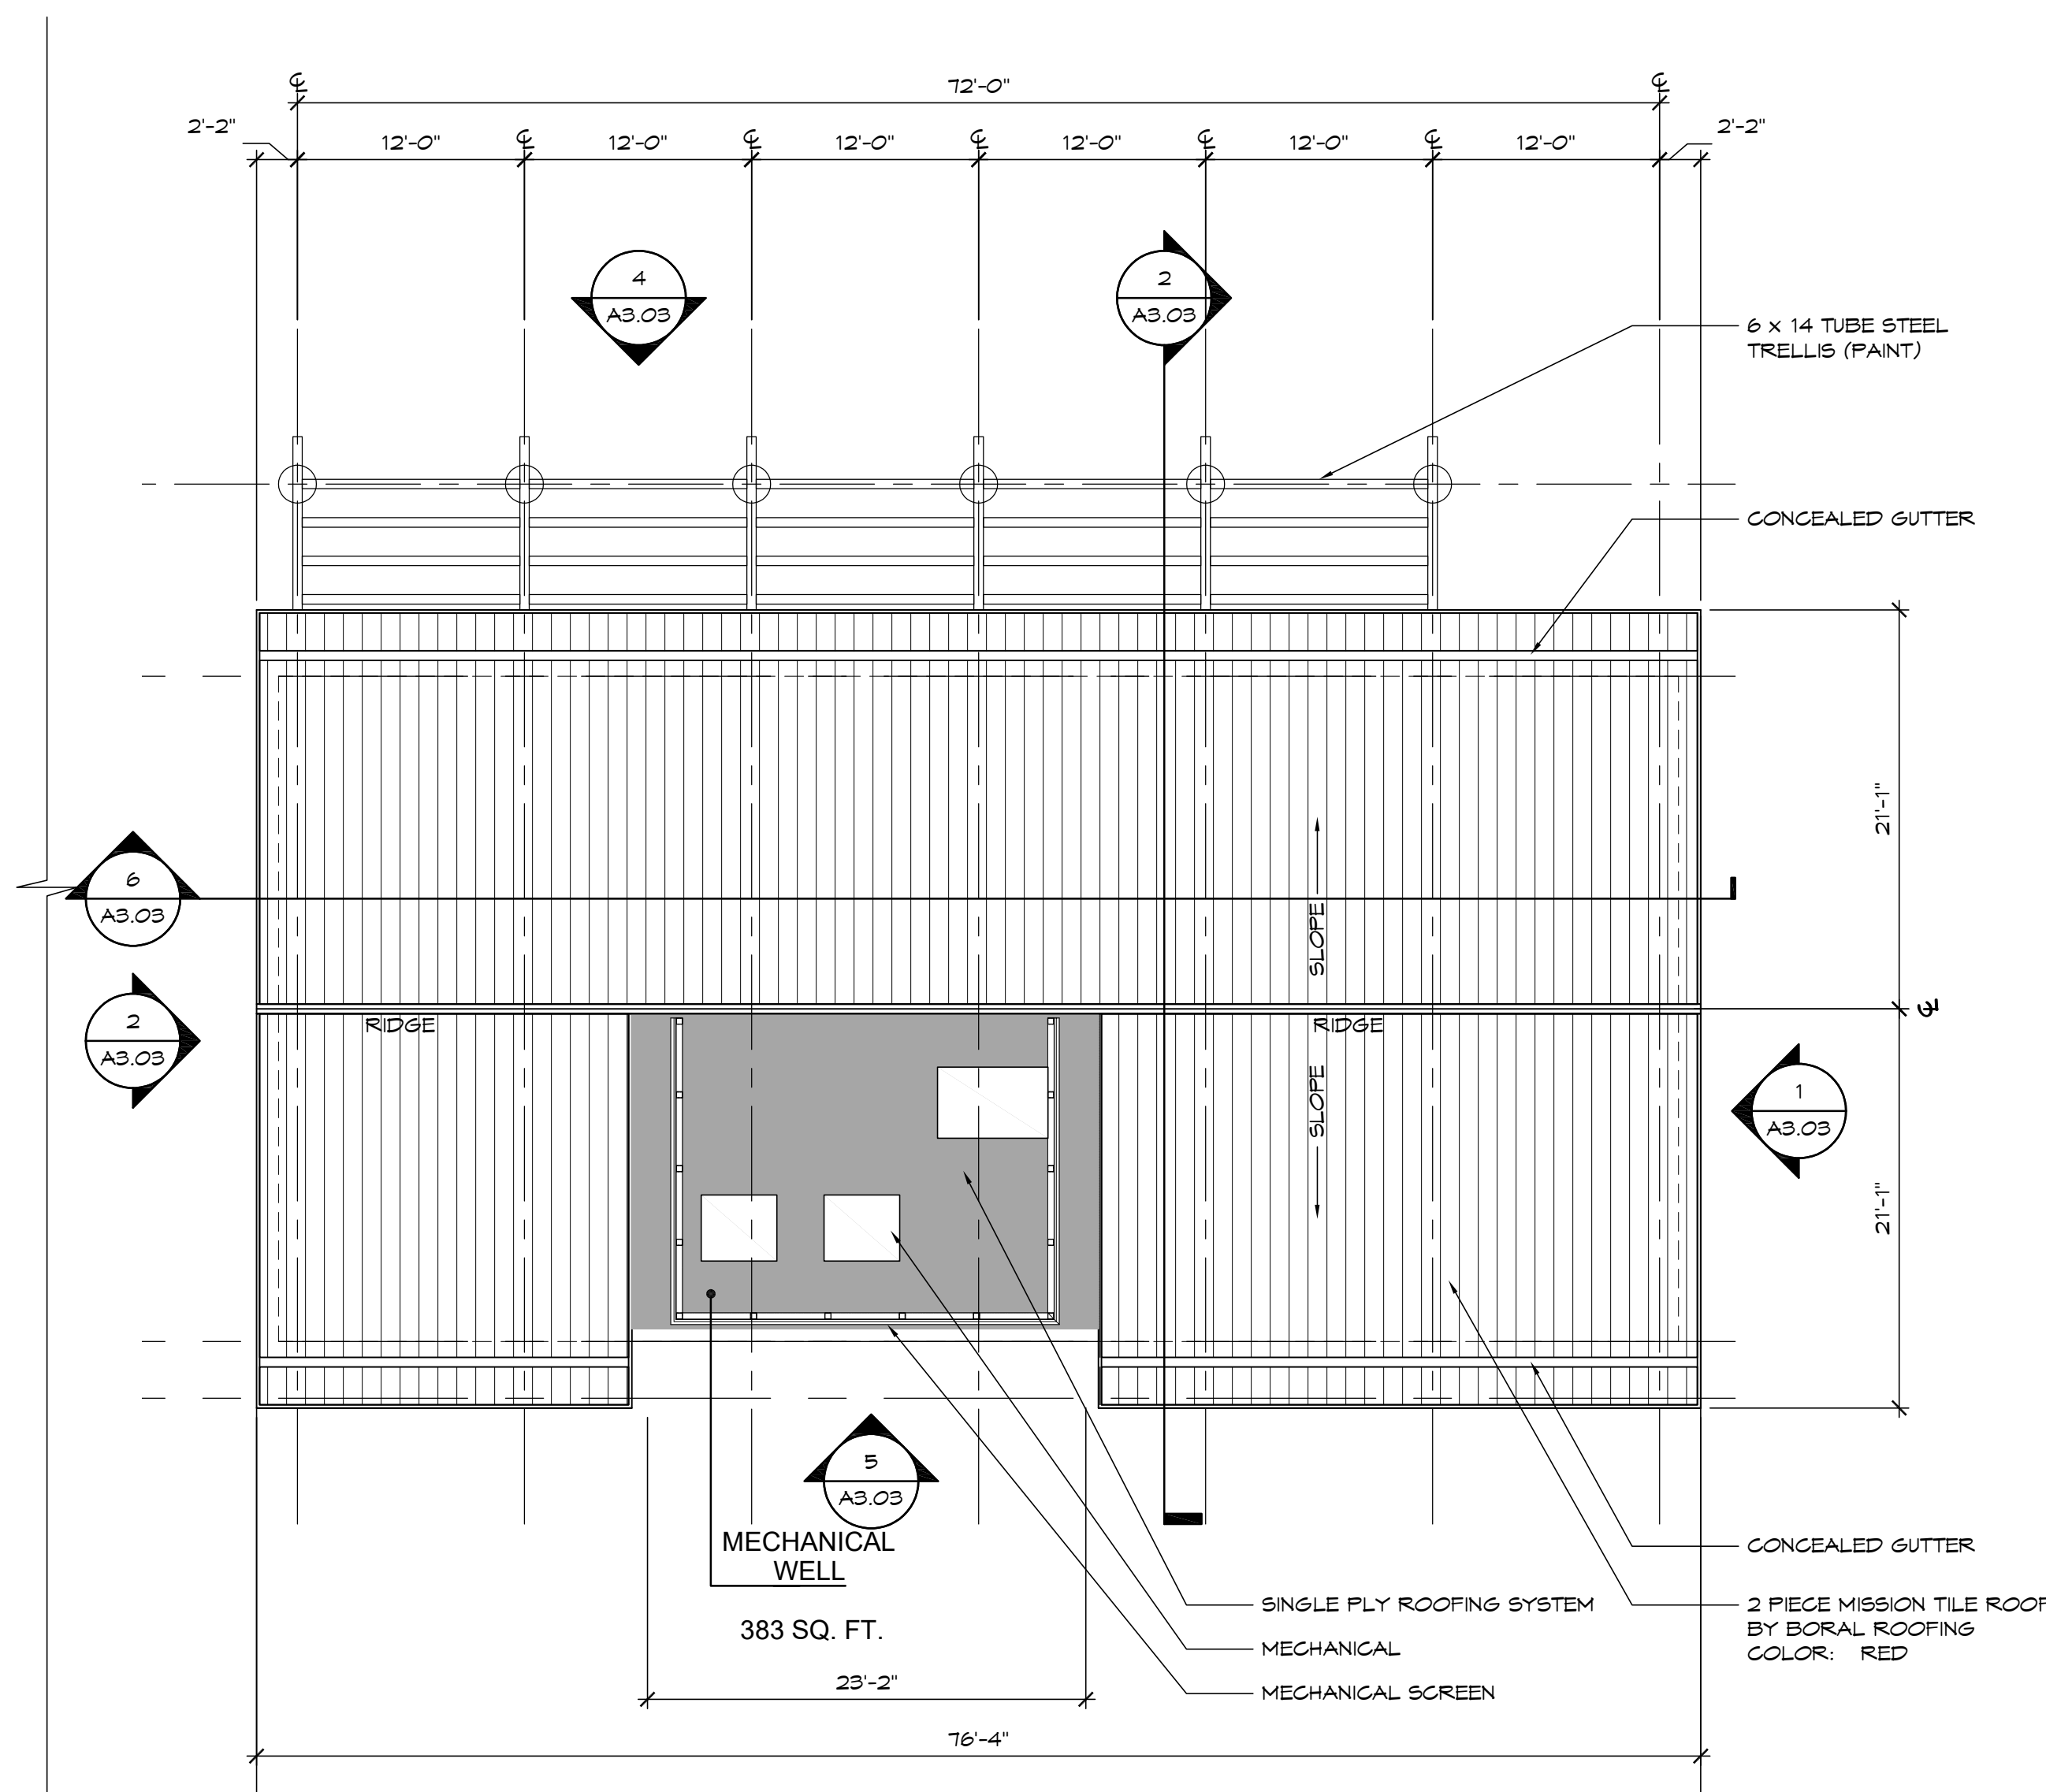 ℄ 72'-0" ℄
2'-2" 12'-0" ℄ 12'-0" ℄ 12'-0" ℄ 12'-0" ℄ 12'-0" ℄ 12'-0" 2'-2"
4
A3.03
2
A3.03
6 x 14 TUBE STEEL
TRELLIS (PAINT)
CONCEALED GUTTER
21'-1"
6
A3.03
SLOPE
2
A3.03
RIDGE
RIDGE
℄
SLOPE
1
A3.03
21'-1"
5
A3.03
MECHANICAL
WELL
383 SQ. FT.
CONCEALED GUTTER
SINGLE PLY ROOFING SYSTEM
MECHANICAL
MECHANICAL SCREEN
2 PIECE MISSION TILE ROOF
BY BORAL ROOFING
COLOR: RED
23'-2"
76'-4"